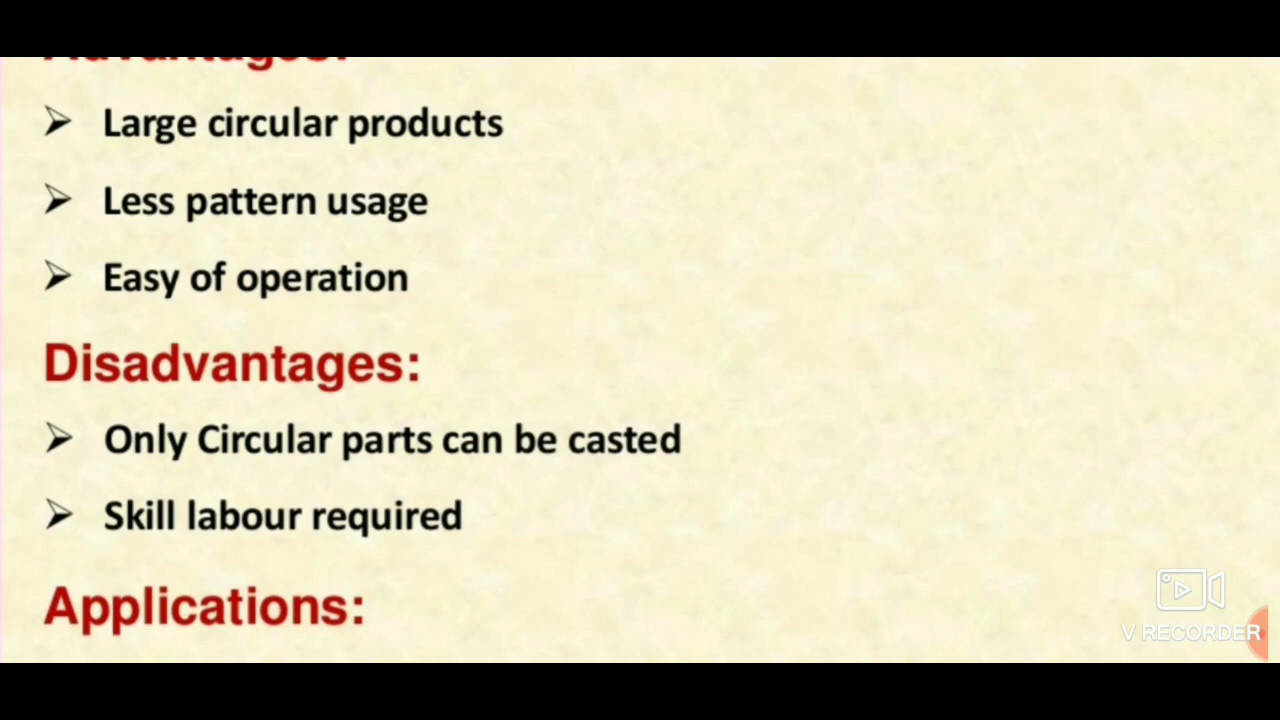 Advantages:
Large circular products
Less pattern usage
Easy of operation
Disadvantages:
Only Circular parts can be casted
Skill labour required
Applications:
V RECORDER